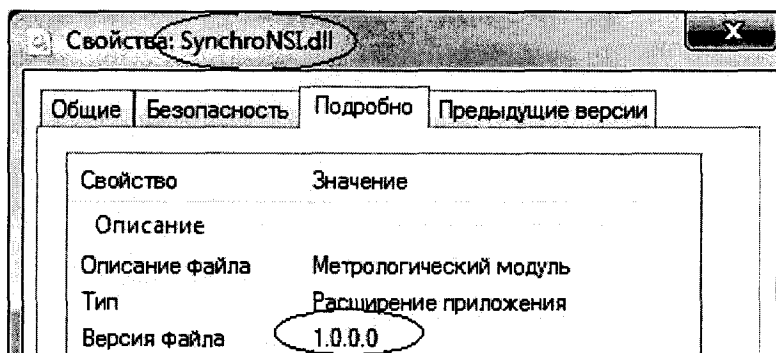 Свойства: SynchroNSI.dll
Общие Безопасность Подробно Предыдущие версии
Свойство Значение
Описание
Описание файла Метрологический модуль
Тип Расширение приложения
Версия файла 1.0.0.0